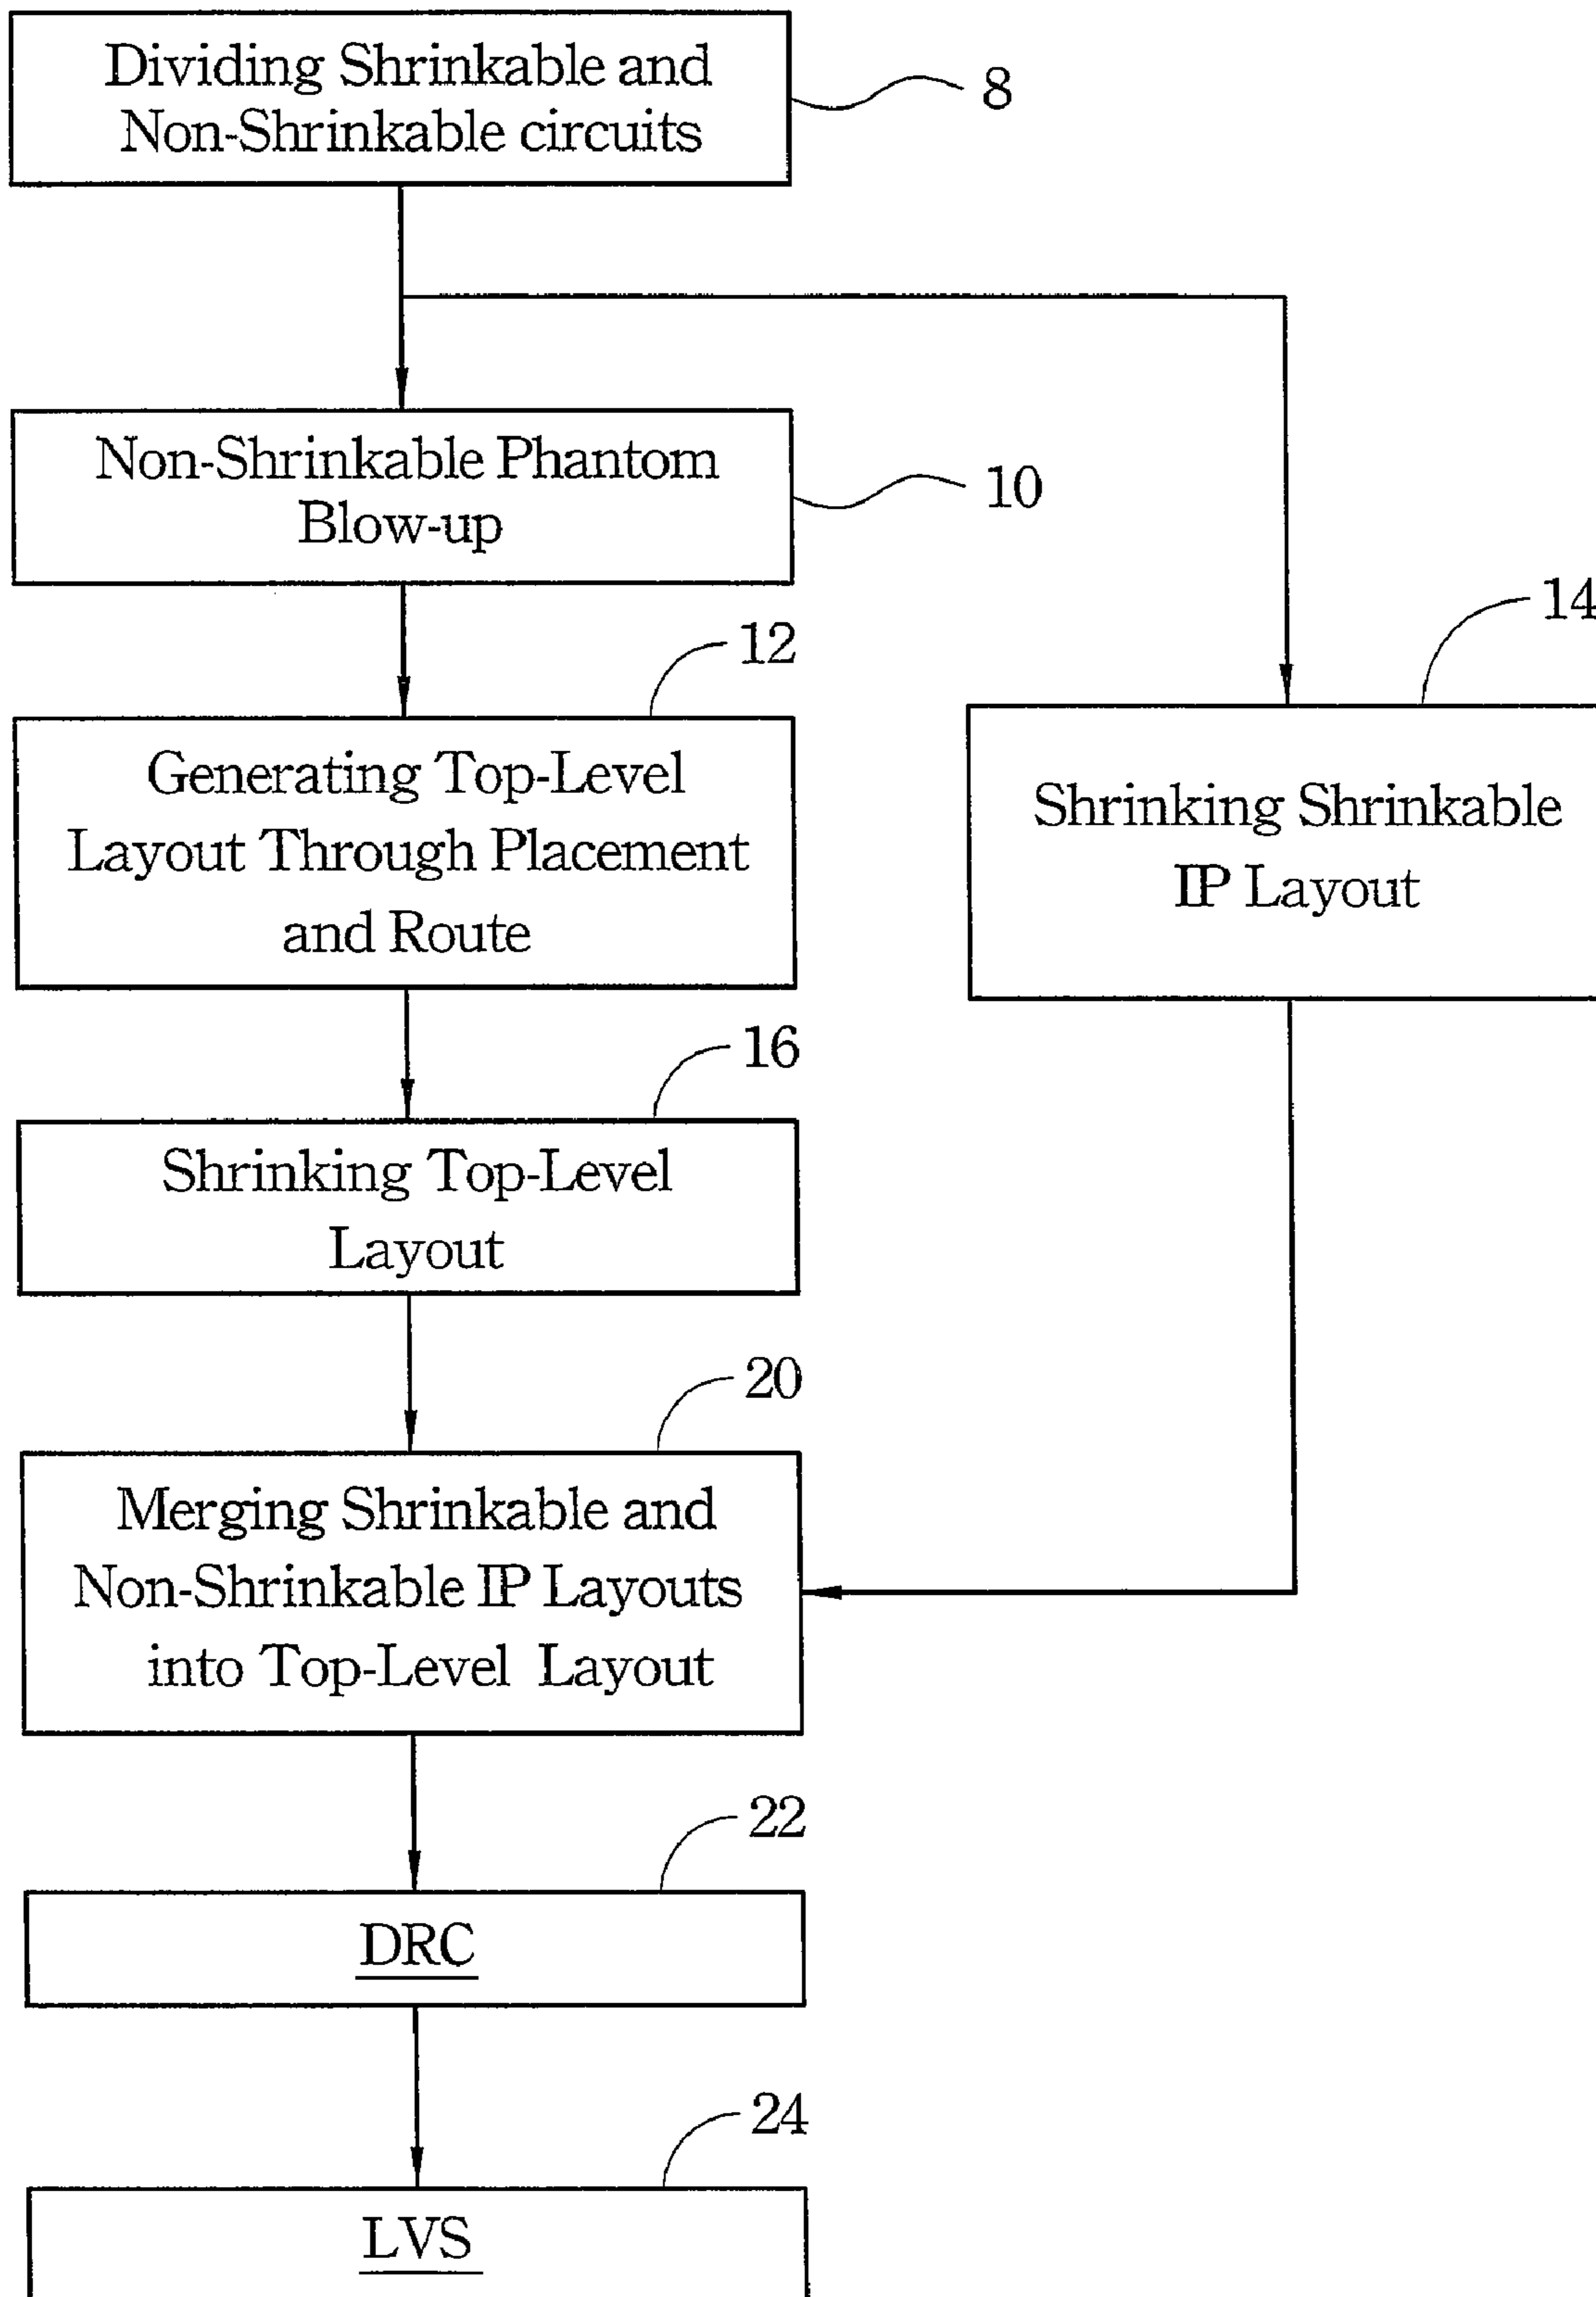 Dividing Shrinkable and
Non-Shrinkable circuits
8
Non-Shrinkable Phantom
Blow-up
10
12
14
Generating Top-Level
Layout Through Placement
and Route
Shrinking Shrinkable
IP Layout
16
Shrinking Top-Level
Layout
20
Merging Shrinkable and
Non-Shrinkable IP Layouts
into Top-Level Layout
22
DRC
24
LVS